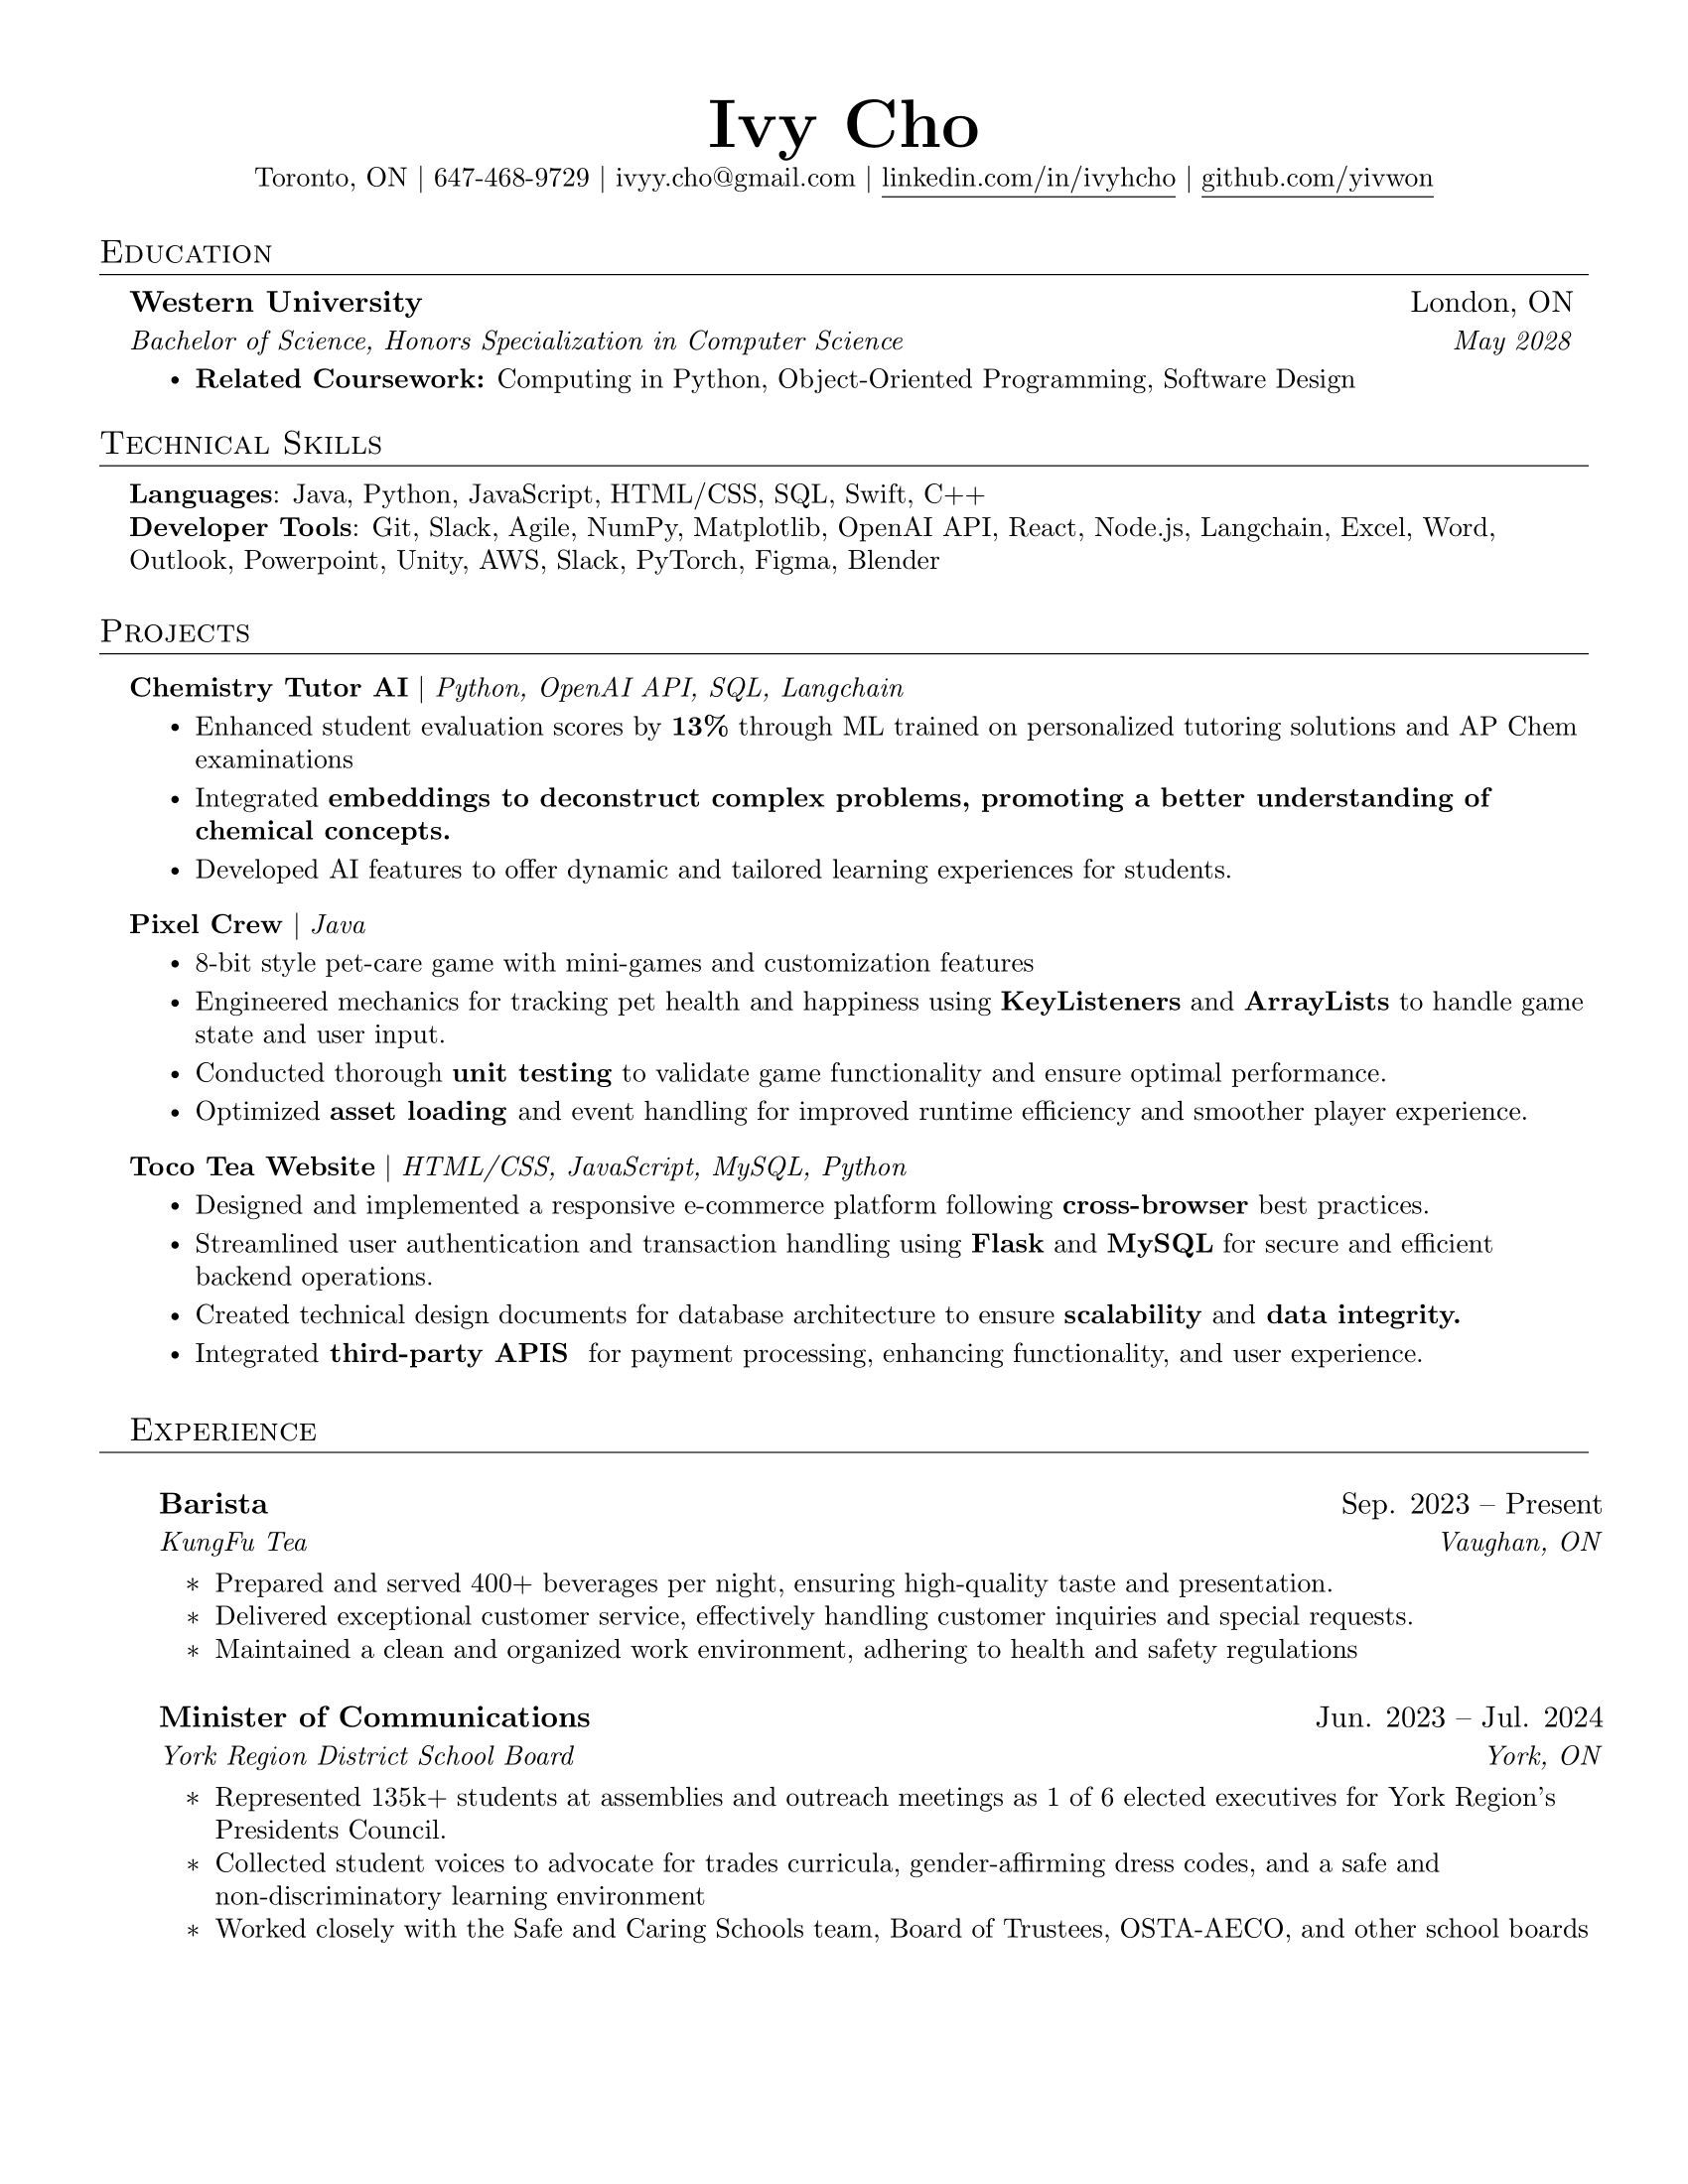 Ivy Cho
Toronto, ON | 647-468-9729 | ivyy.cho@gmail.com | linkedin.com/in/ivyhcho | github.com/yivwon
Education
Western University London, ON
Bachelor of Science, Honors Specialization in Computer Science May 2028
• Related Coursework: Computing in Python, Object-Oriented Programming, Software Design
Technical Skills
Languages: Java, Python, JavaScript, HTML/CSS, SQL, Swift, C++
Developer Tools: Git, Slack, Agile, NumPy, Matplotlib, OpenAI API, React, Node.js, Langchain, Excel, Word,
Outlook, Powerpoint, Unity, AWS, Slack, PyTorch, Figma, Blender
Projects
Chemistry Tutor AI | Python, OpenAI API, SQL, Langchain
• Enhanced student evaluation scores by 13% through ML trained on personalized tutoring solutions and AP Chem
examinations
• Integrated embeddings to deconstruct complex problems, promoting a better understanding of
chemical concepts.
• Developed AI features to offer dynamic and tailored learning experiences for students.
Pixel Crew | Java
• 8-bit style pet-care game with mini-games and customization features
• Engineered mechanics for tracking pet health and happiness using KeyListeners and ArrayLists to handle game
state and user input.
• Conducted thorough unit testing to validate game functionality and ensure optimal performance.
• Optimized asset loading and event handling for improved runtime efficiency and smoother player experience.
Toco Tea Website | HTML/CSS, JavaScript, MySQL, Python
• Designed and implemented a responsive e-commerce platform following cross-browser best practices.
• Streamlined user authentication and transaction handling using Flask and MySQL for secure and efficient
backend operations.
• Created technical design documents for database architecture to ensure scalability and data integrity.
• Integrated third-party APIS for payment processing, enhancing functionality, and user experience.
Experience
Barista Sep. 2023 – Present
KungFu Tea Vaughan, ON
∗ Prepared and served 400+ beverages per night, ensuring high-quality taste and presentation.
∗ Delivered exceptional customer service, effectively handling customer inquiries and special requests.
∗ Maintained a clean and organized work environment, adhering to health and safety regulations
Minister of Communications Jun. 2023 – Jul. 2024
York Region District School Board York, ON
∗ Represented 135k+ students at assemblies and outreach meetings as 1 of 6 elected executives for York Region's
Presidents Council.
∗ Collected student voices to advocate for trades curricula, gender-affirming dress codes, and a safe and
non-discriminatory learning environment
∗ Worked closely with the Safe and Caring Schools team, Board of Trustees, OSTA-AECO, and other school boards